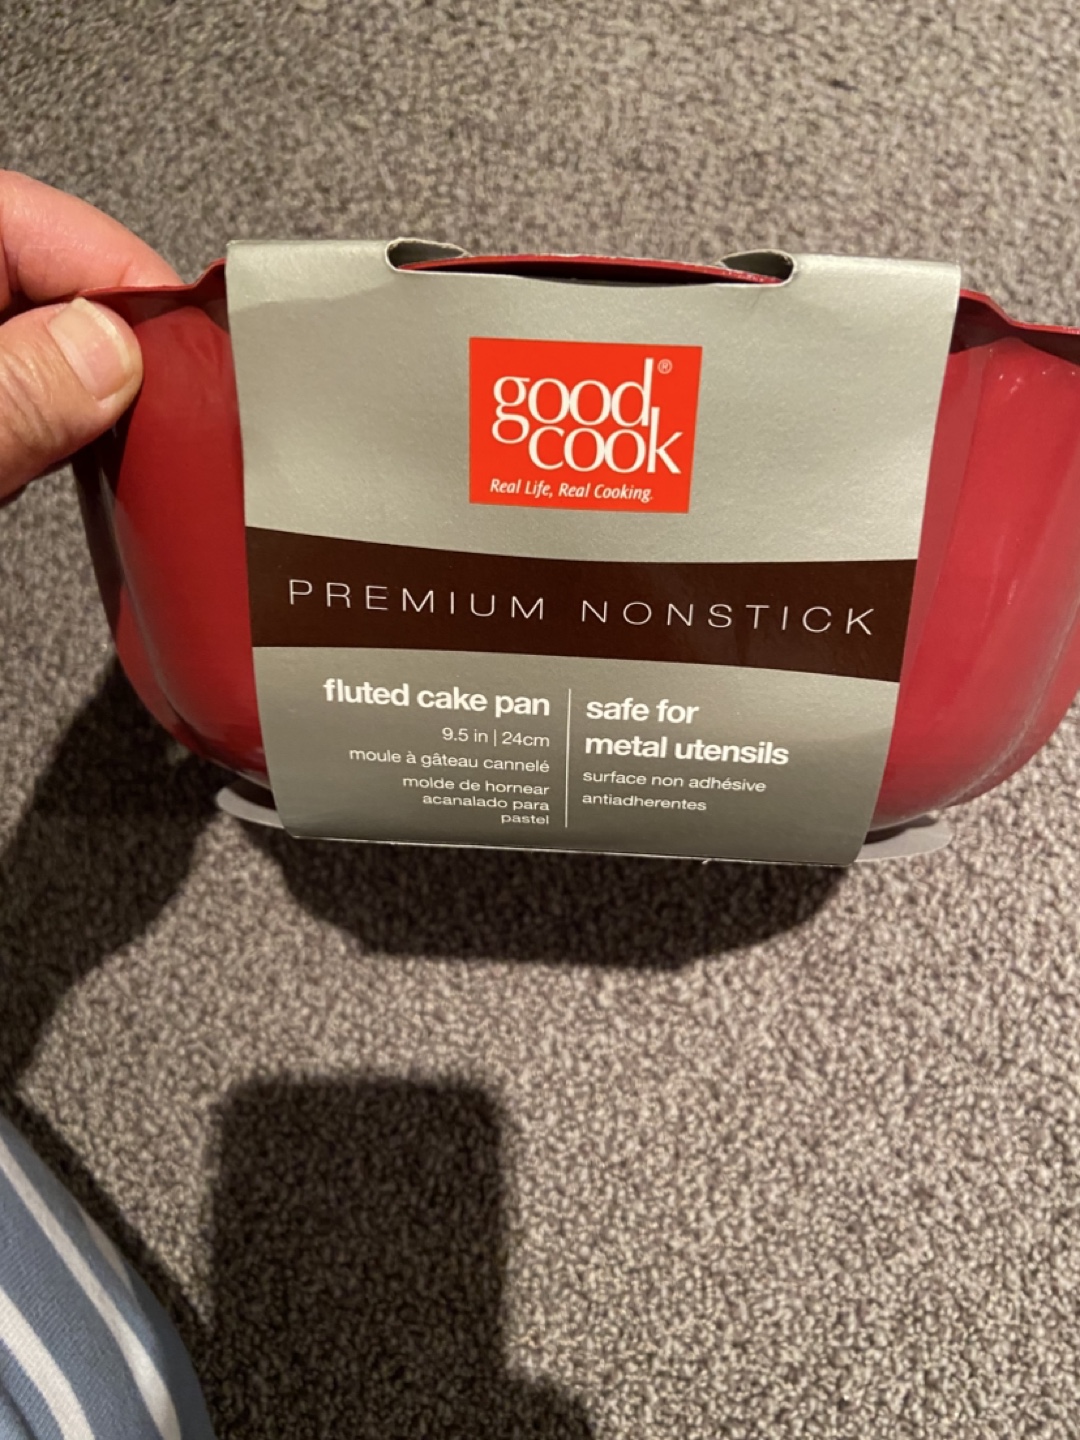 good®
cook
Real Life, Real Cooking.
PREMIUM NONSTICK
fluted cake pan
9.5 in | 24cm
moule à gâteau cannelé
molde de hornear
acanalado para
pastel
safe for
metal utensils
surface non adhésive
antiadherentes